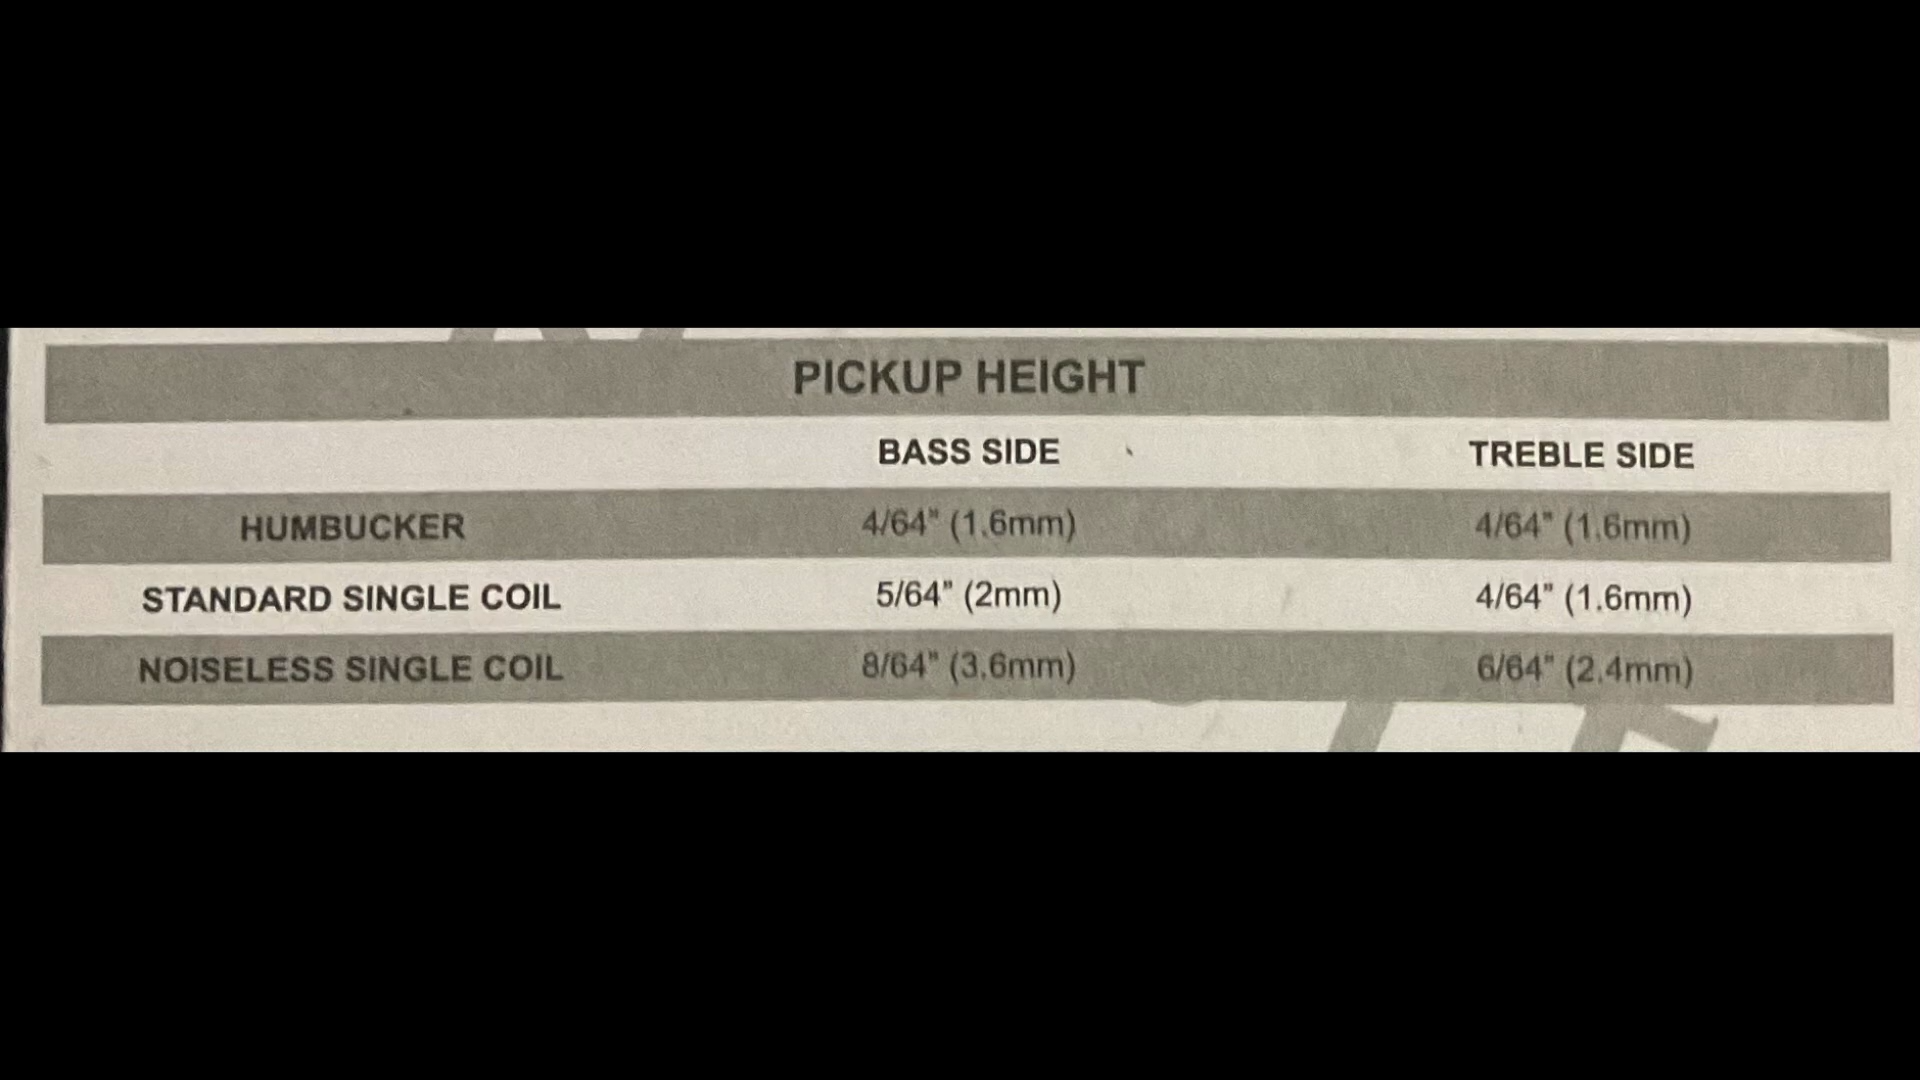 PICKUP HEIGHT
BASS SIDE TREBLE SIDE
HUMBUCKER 4/64" (1.6mm) 4/64" (1.6mm)
STANDARD SINGLE COIL 5/64" (2mm) 4/64" (1.6mm)
NOISELESS SINGLE COIL 8/64" (3.6mm) 6/64" (2.4mm)